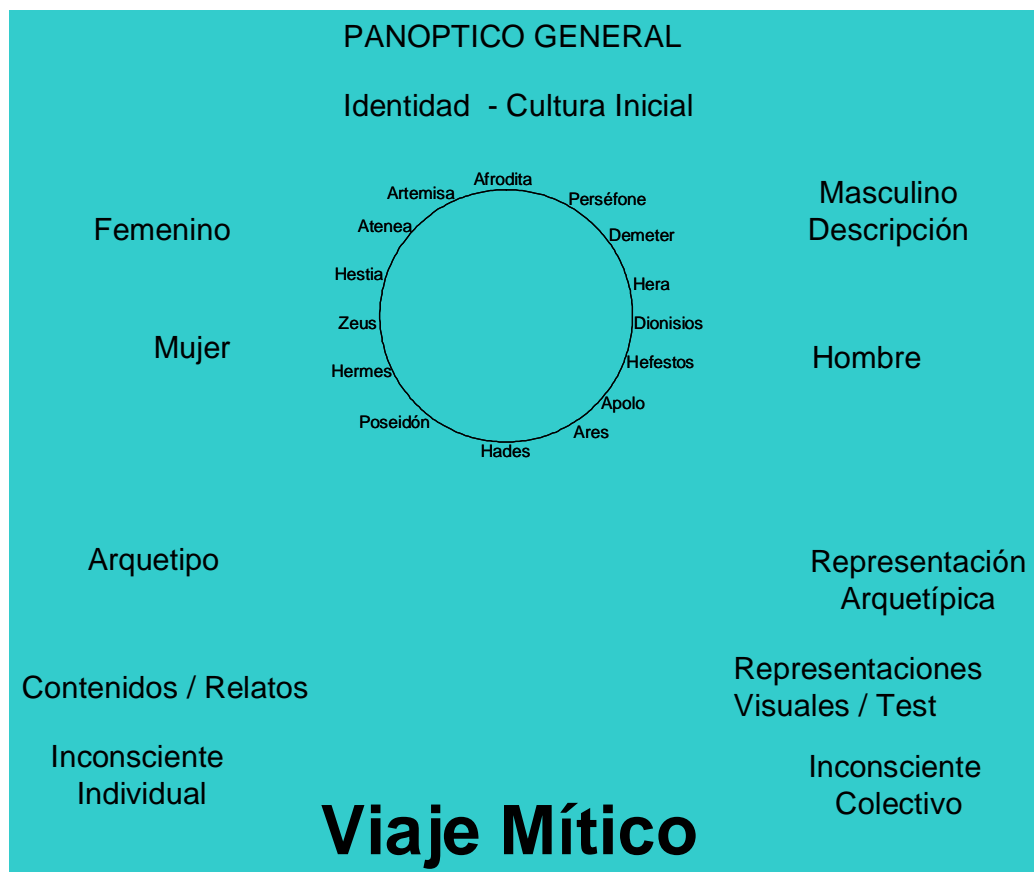 PANOPTICO GENERAL
Identidad - Cultura Inicial
Afrodita
Artemisa
Perséfone
Atenea
Demeter
Hestia
Hera
Zeus
Dionisios
Hermes
Hefestos
Poseidón
Apolo
Ares
Hades
Femenino
Masculino
Descripción
Mujer
Hombre
Arquetipo
Representación
Arquetípica
Contenidos / Relatos
Representaciones
Visuales / Test
Inconsciente
Individual
Inconsciente
Colectivo
Viaje Mítico